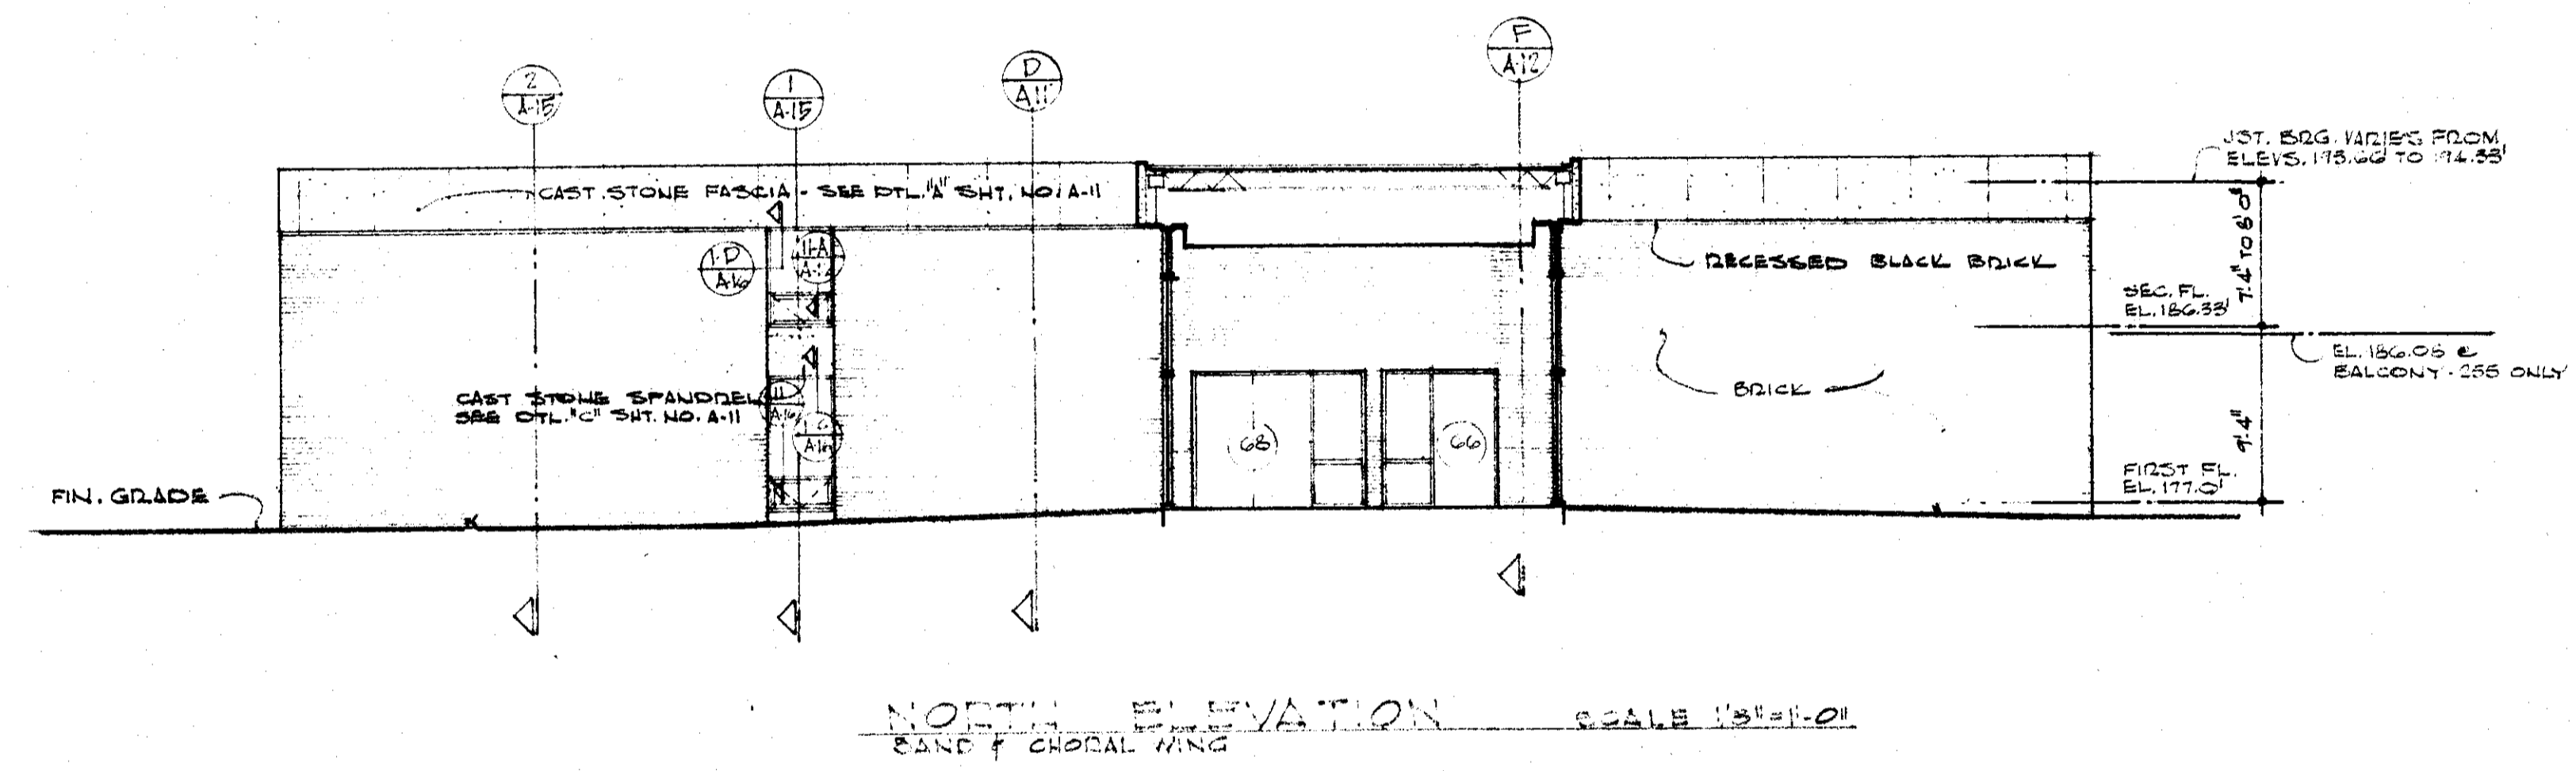 F
A-12
D
A-11
2
A-15
1
A-15
JST. BRG. VARIES FROM
ELEVS. 193.66' TO 194.33'
CAST STONE FASCIA - SEE DTL. "A" SHT. NO. A-11
7'-4" TO 8'-0"
1-D
A-16
11-A
RECESSED BLACK BRICK
SEC. FL.
EL. 186.33'
EL. 186.08 @
BALCONY - 255 ONLY
BRICK
CAST STONE SPANDREL
SEE DTL. "C" SHT. NO. A-11
A-16
A-16
68
66
9'-4"
FIRST FL.
EL. 177.0'
FIN. GRADE
NORTH ELEVATION SCALE 1/8"=1'-0"
BAND & CHORAL WING